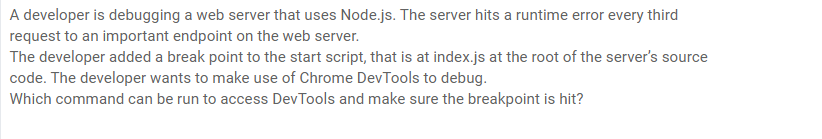 A developer is debugging a web server that uses Node.js. The server hits a runtime error every third
request to an important endpoint on the web server.
The developer added a break point to the start script, that is at index.js at the root of the server's source
code. The developer wants to make use of Chrome DevTools to debug.
Which command can be run to access DevTools and make sure the breakpoint is hit?